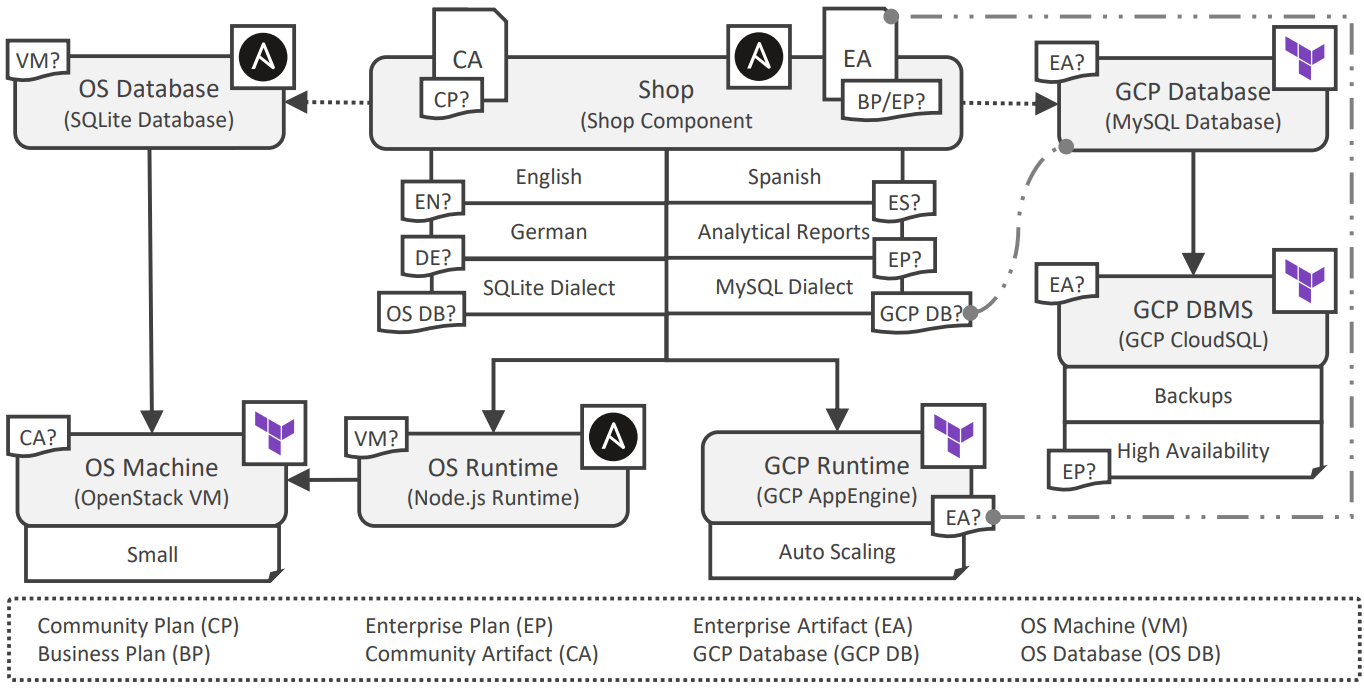 VM?
OS Database
(SQLite Database)
CA
CP?
Shop
(Shop Component
EA
BP/EP?
EA?
GCP Database
(MySQL Database)
English
Spanish
EN?
ES?
German
Analytical Reports
DE?
EP?
SQLite Dialect
MySQL Dialect
OS DB?
GCP DB?
EA?
GCP DBMS
(GCP CloudSQL)
Backups
High Availability
EP?
CA?
OS Machine
(OpenStack VM)
Small
VM?
OS Runtime
(Node.js Runtime)
GCP Runtime
(GCP AppEngine)
EA?
Auto Scaling
Community Plan (CP)
Enterprise Plan (EP)
Enterprise Artifact (EA)
OS Machine (VM)
Business Plan (BP)
Community Artifact (CA)
GCP Database (GCP DB)
OS Database (OS DB)